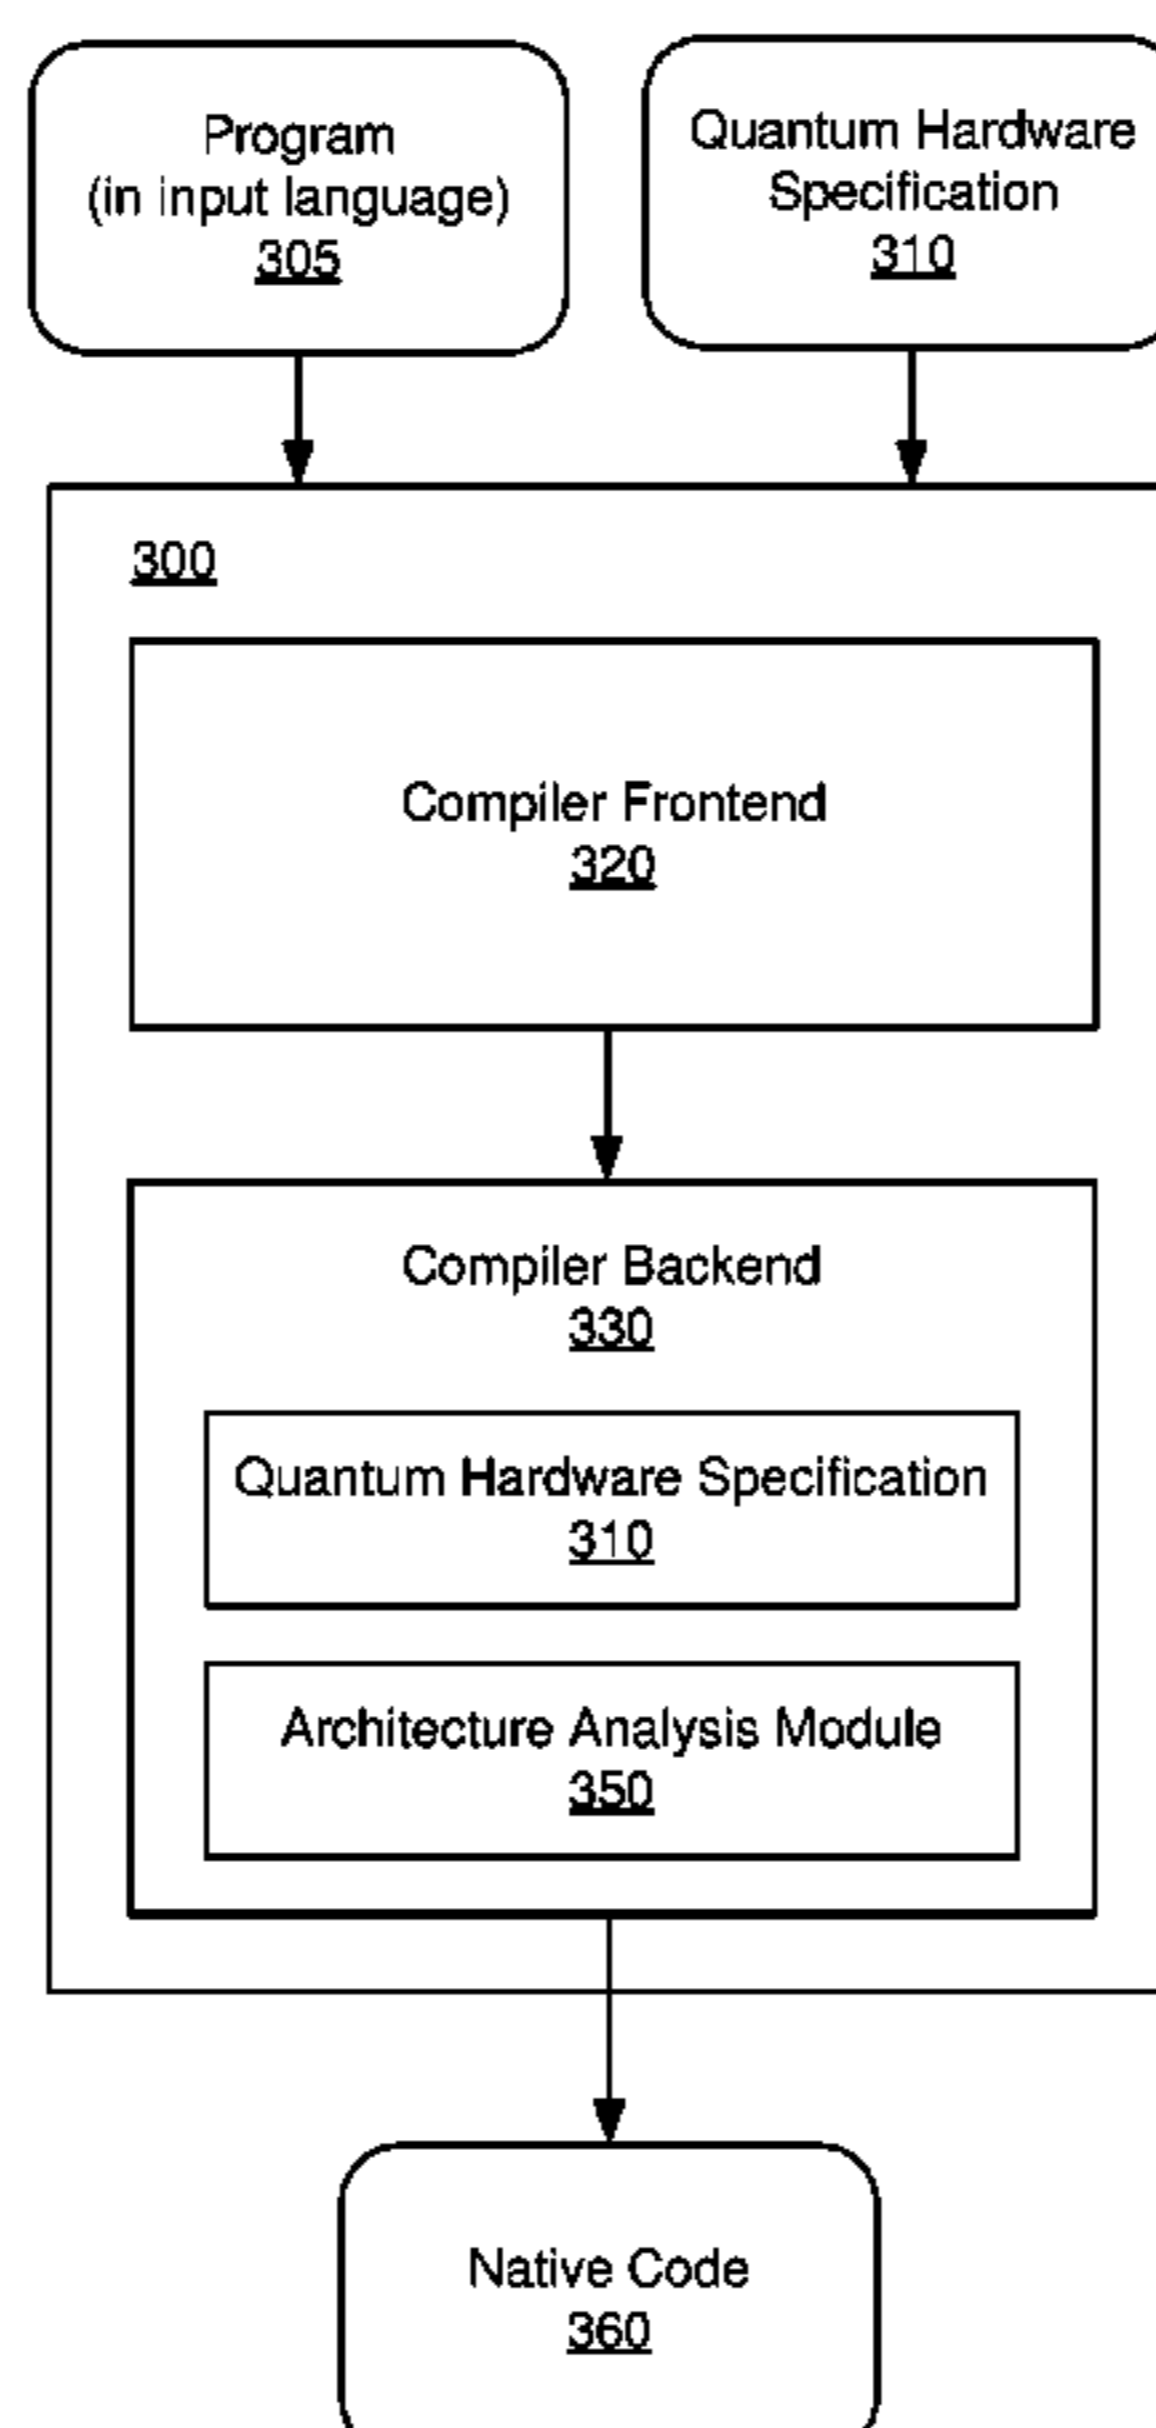 Program
(in input language)
305
Quantum Hardware
Specification
310
300
Compiler Frontend
320
Compiler Backend
330
Quantum Hardware Specification
310
Architecture Analysis Module
350
Native Code
360